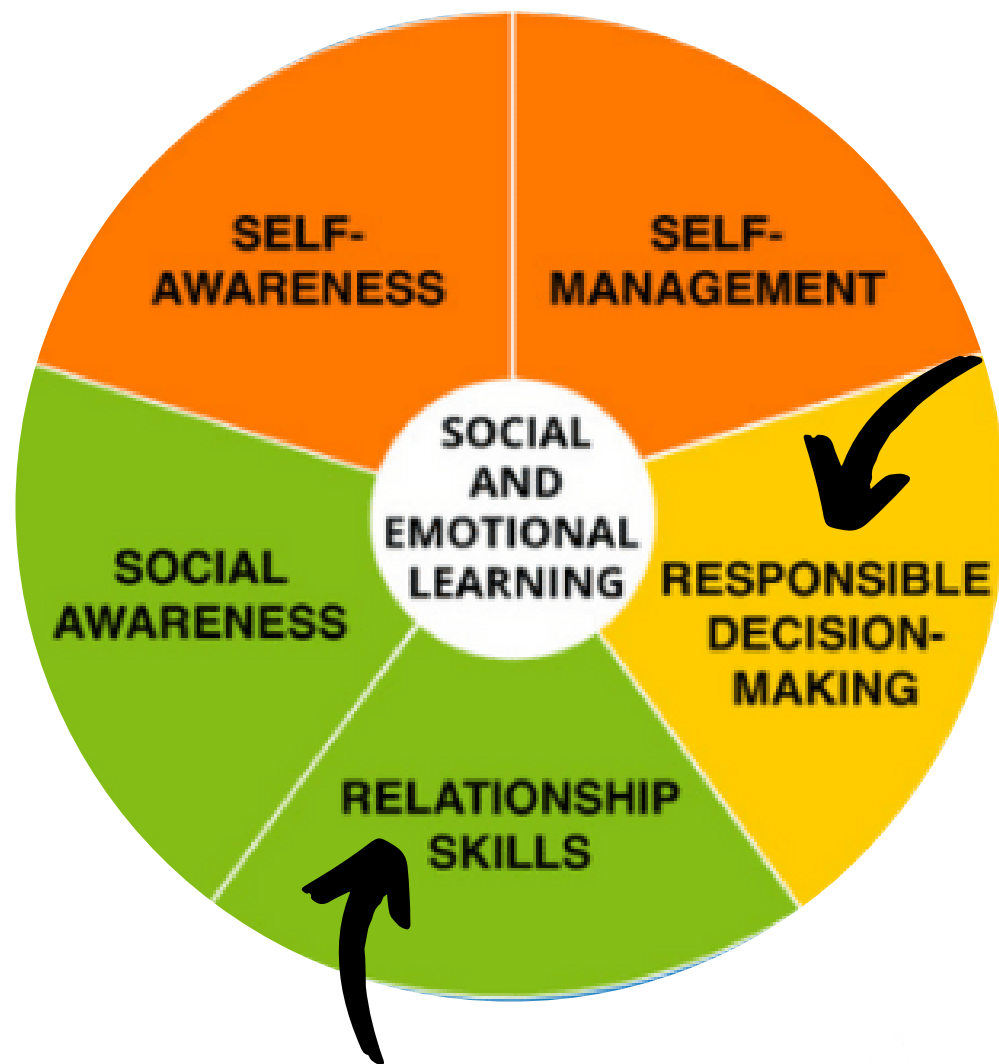 SELF-
AWARENESS
SELF-
MANAGEMENT
SOCIAL
AND
EMOTIONAL
LEARNING
SOCIAL
AWARENESS
RESPONSIBLE
DECISION-
MAKING
RELATIONSHIP
SKILLS